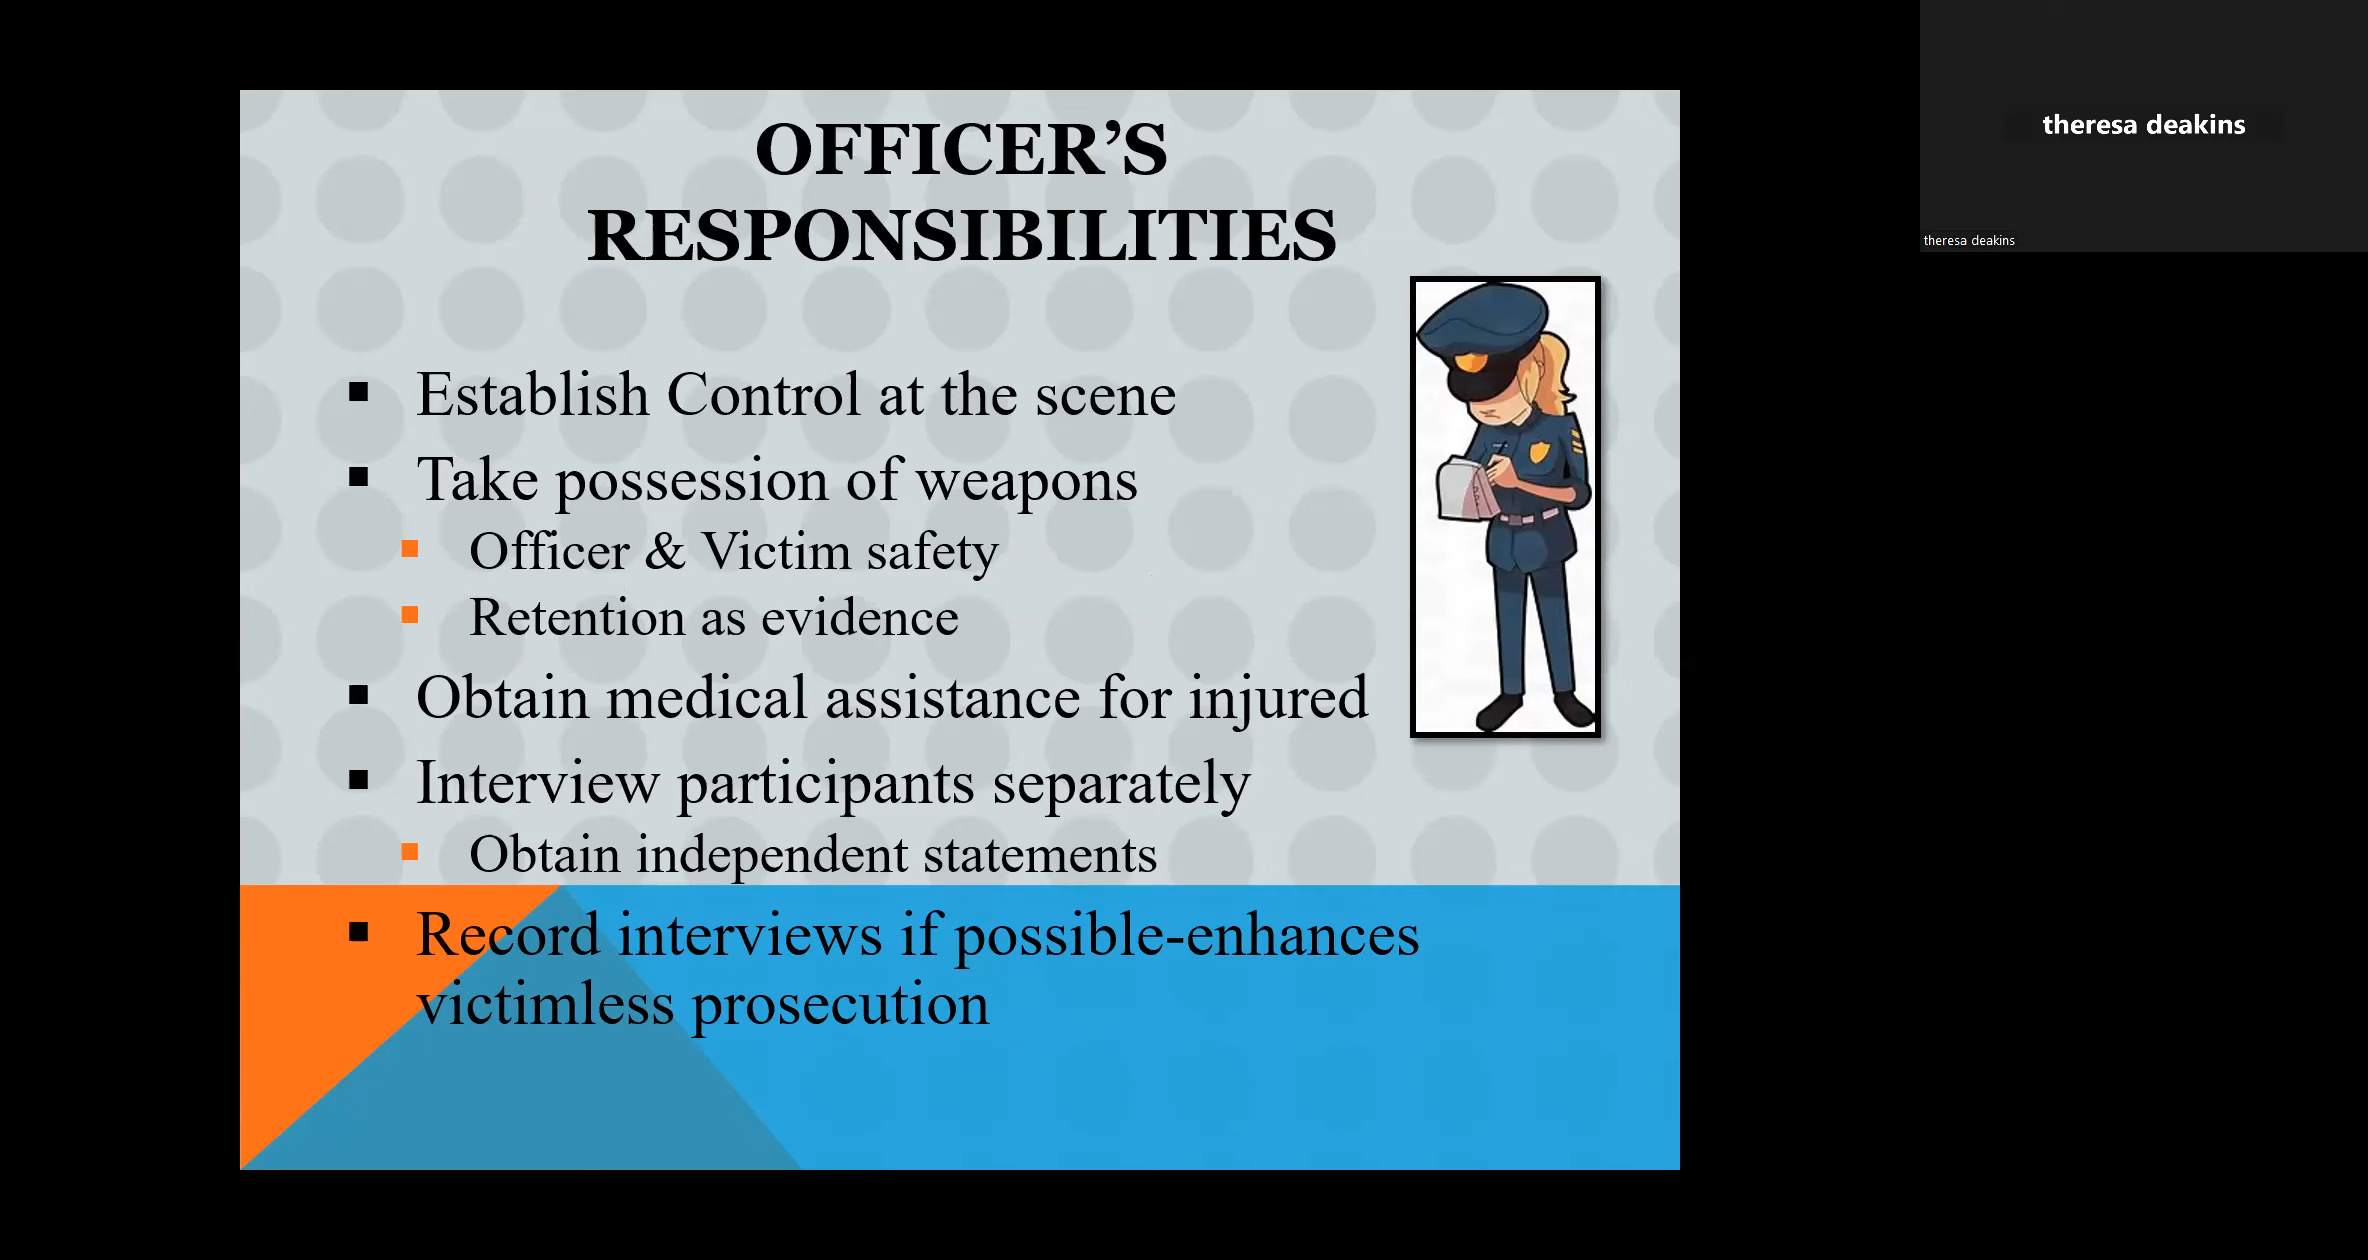 OFFICER’S
RESPONSIBILITIES
Establish Control at the scene
Take possession of weapons
Officer & Victim safety
Retention as evidence
Obtain medical assistance for injured
Interview participants separately
Obtain independent statements
Record interviews if possible-enhances
victimless prosecution
theresa deakins
theresa deakins